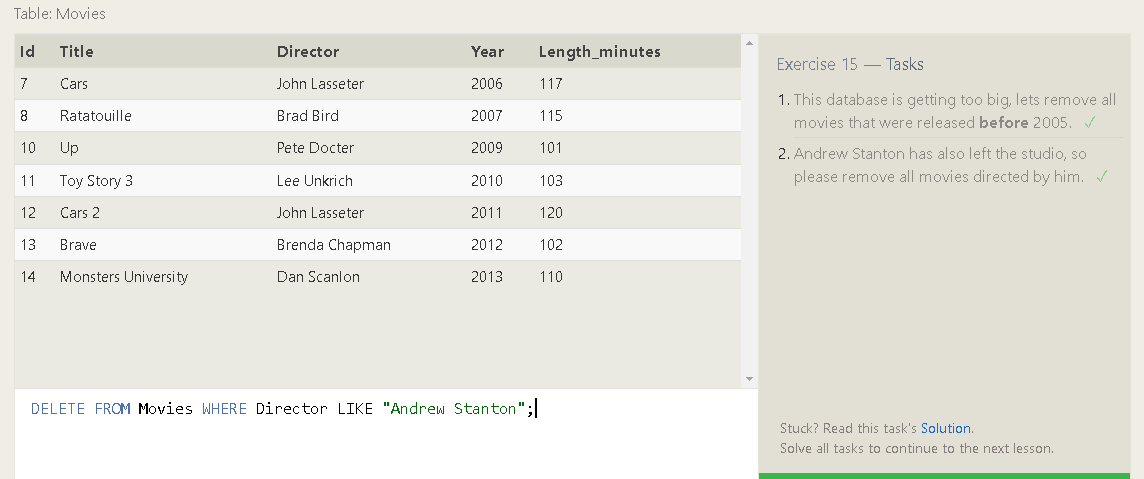 Table: Movies
Id Title Director Year Length_minutes
7 Cars John Lasseter 2006 117
8 Ratatouille Brad Bird 2007 115
10 Up Pete Docter 2009 101
11 Toy Story 3 Lee Unkrich 2010 103
12 Cars 2 John Lasseter 2011 120
13 Brave Brenda Chapman 2012 102
14 Monsters University Dan Scanlon 2013 110
DELETE FROM Movies WHERE Director LIKE "Andrew Stanton";
Exercise 15 — Tasks
1. This database is getting too big, lets remove all
movies that were released before 2005. ✓
2. Andrew Stanton has also left the studio, so
please remove all movies directed by him. ✓
Stuck? Read this task's Solution.
Solve all tasks to continue to the next lesson.